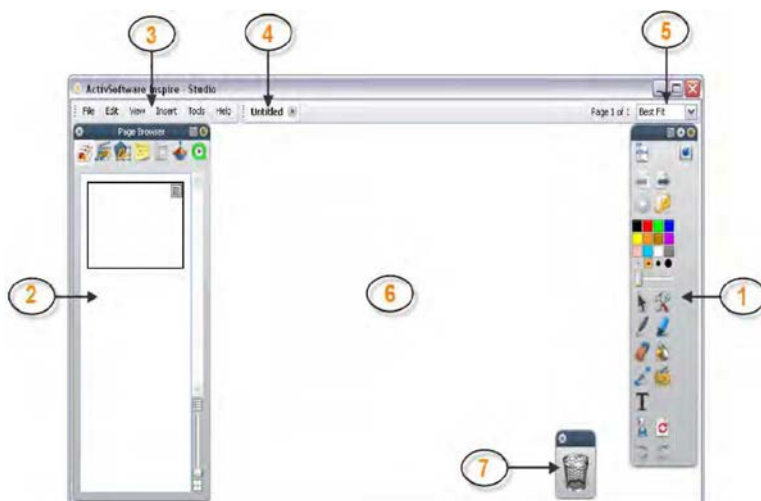 3
4
5
ActivSoftware Inspire - Studio
File Edit View Insert Tools Help
Untitled
Page 1 of 1
Best Fit
Page Browser
2
6
1
T
7